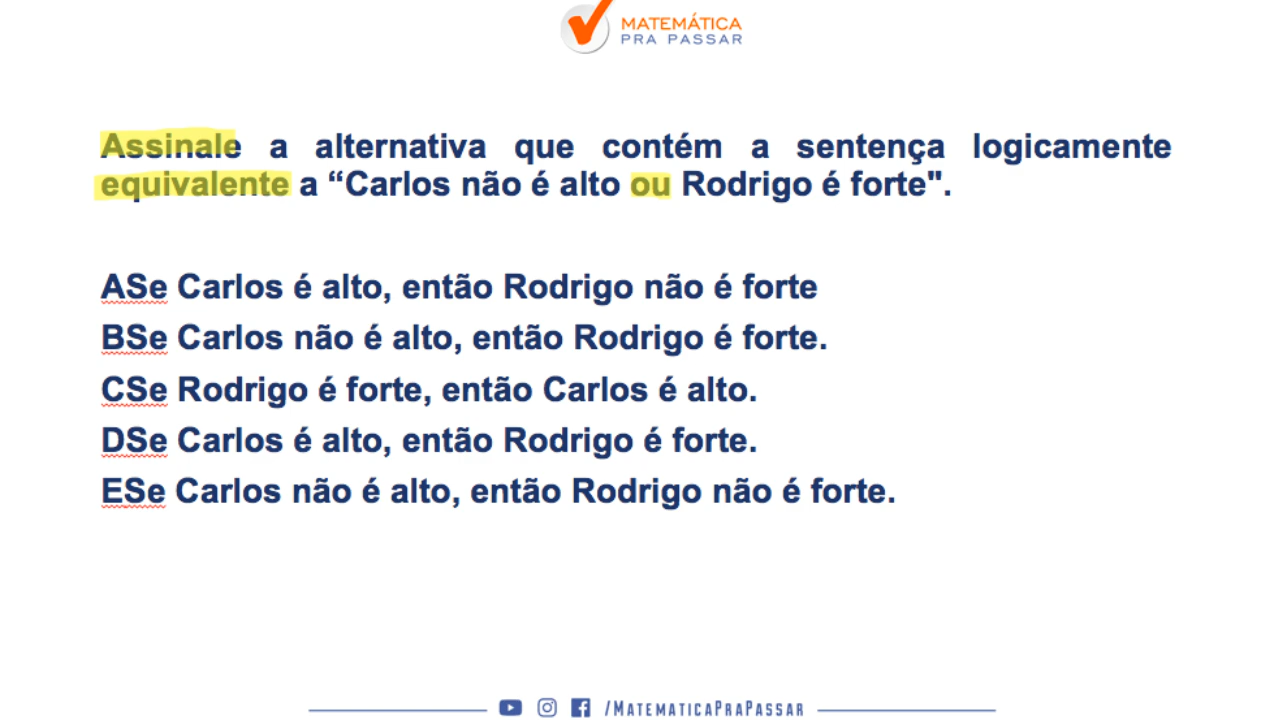 MATEMÁTICA
PRA PASSAR
Assinale a alternativa que contém a sentença logicamente
equivalente a “Carlos não é alto ou Rodrigo é forte".
ASe Carlos é alto, então Rodrigo não é forte
BSe Carlos não é alto, então Rodrigo é forte.
CSe Rodrigo é forte, então Carlos é alto.
DSe Carlos é alto, então Rodrigo é forte.
ESe Carlos não é alto, então Rodrigo não é forte.
/MATEMATICAPRAPASSAR